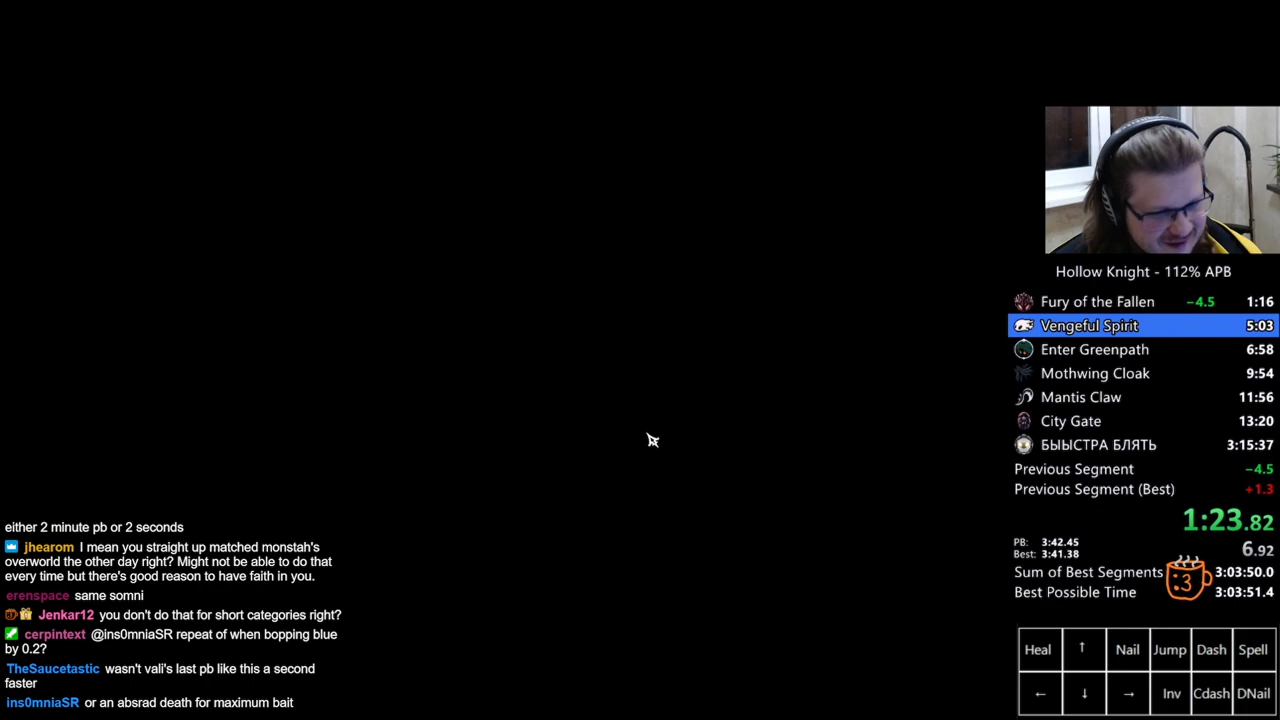 Hollow Knight - 112% APB
Fury of the Fallen −4.5 1:16
Vengeful Spirit 5:03
Enter Greenpath 6:58
Mothwing Cloak 9:54
Mantis Claw 11:56
City Gate 13:20
БЫЫСТРА БЛЯТЬ 3:15:37
Previous Segment −4.5
Previous Segment (Best) +1.3
1:23.82
PB: 3:42.45
Best: 3:41.38
6.92
Sum of Best Segments 3:03:50.0
Best Possible Time 3:03:51.4
:3
Heal ↑ Nail Jump Dash Spell
← ↓ → Inv Cdash DNail
either 2 minute pb or 2 seconds
jhearom I mean you straight up matched monstah's
overworld the other day right? Might not be able to do that
every time but there's good reason to have faith in you.
erenspace same somni
Jenkar12 you don't do that for short categories right?
cerpintext @ins0mniaSR repeat of when bopping blue
by 0.2?
TheSaucetastic wasn't vali's last pb like this a second
faster
ins0mniaSR or an absrad death for maximum bait